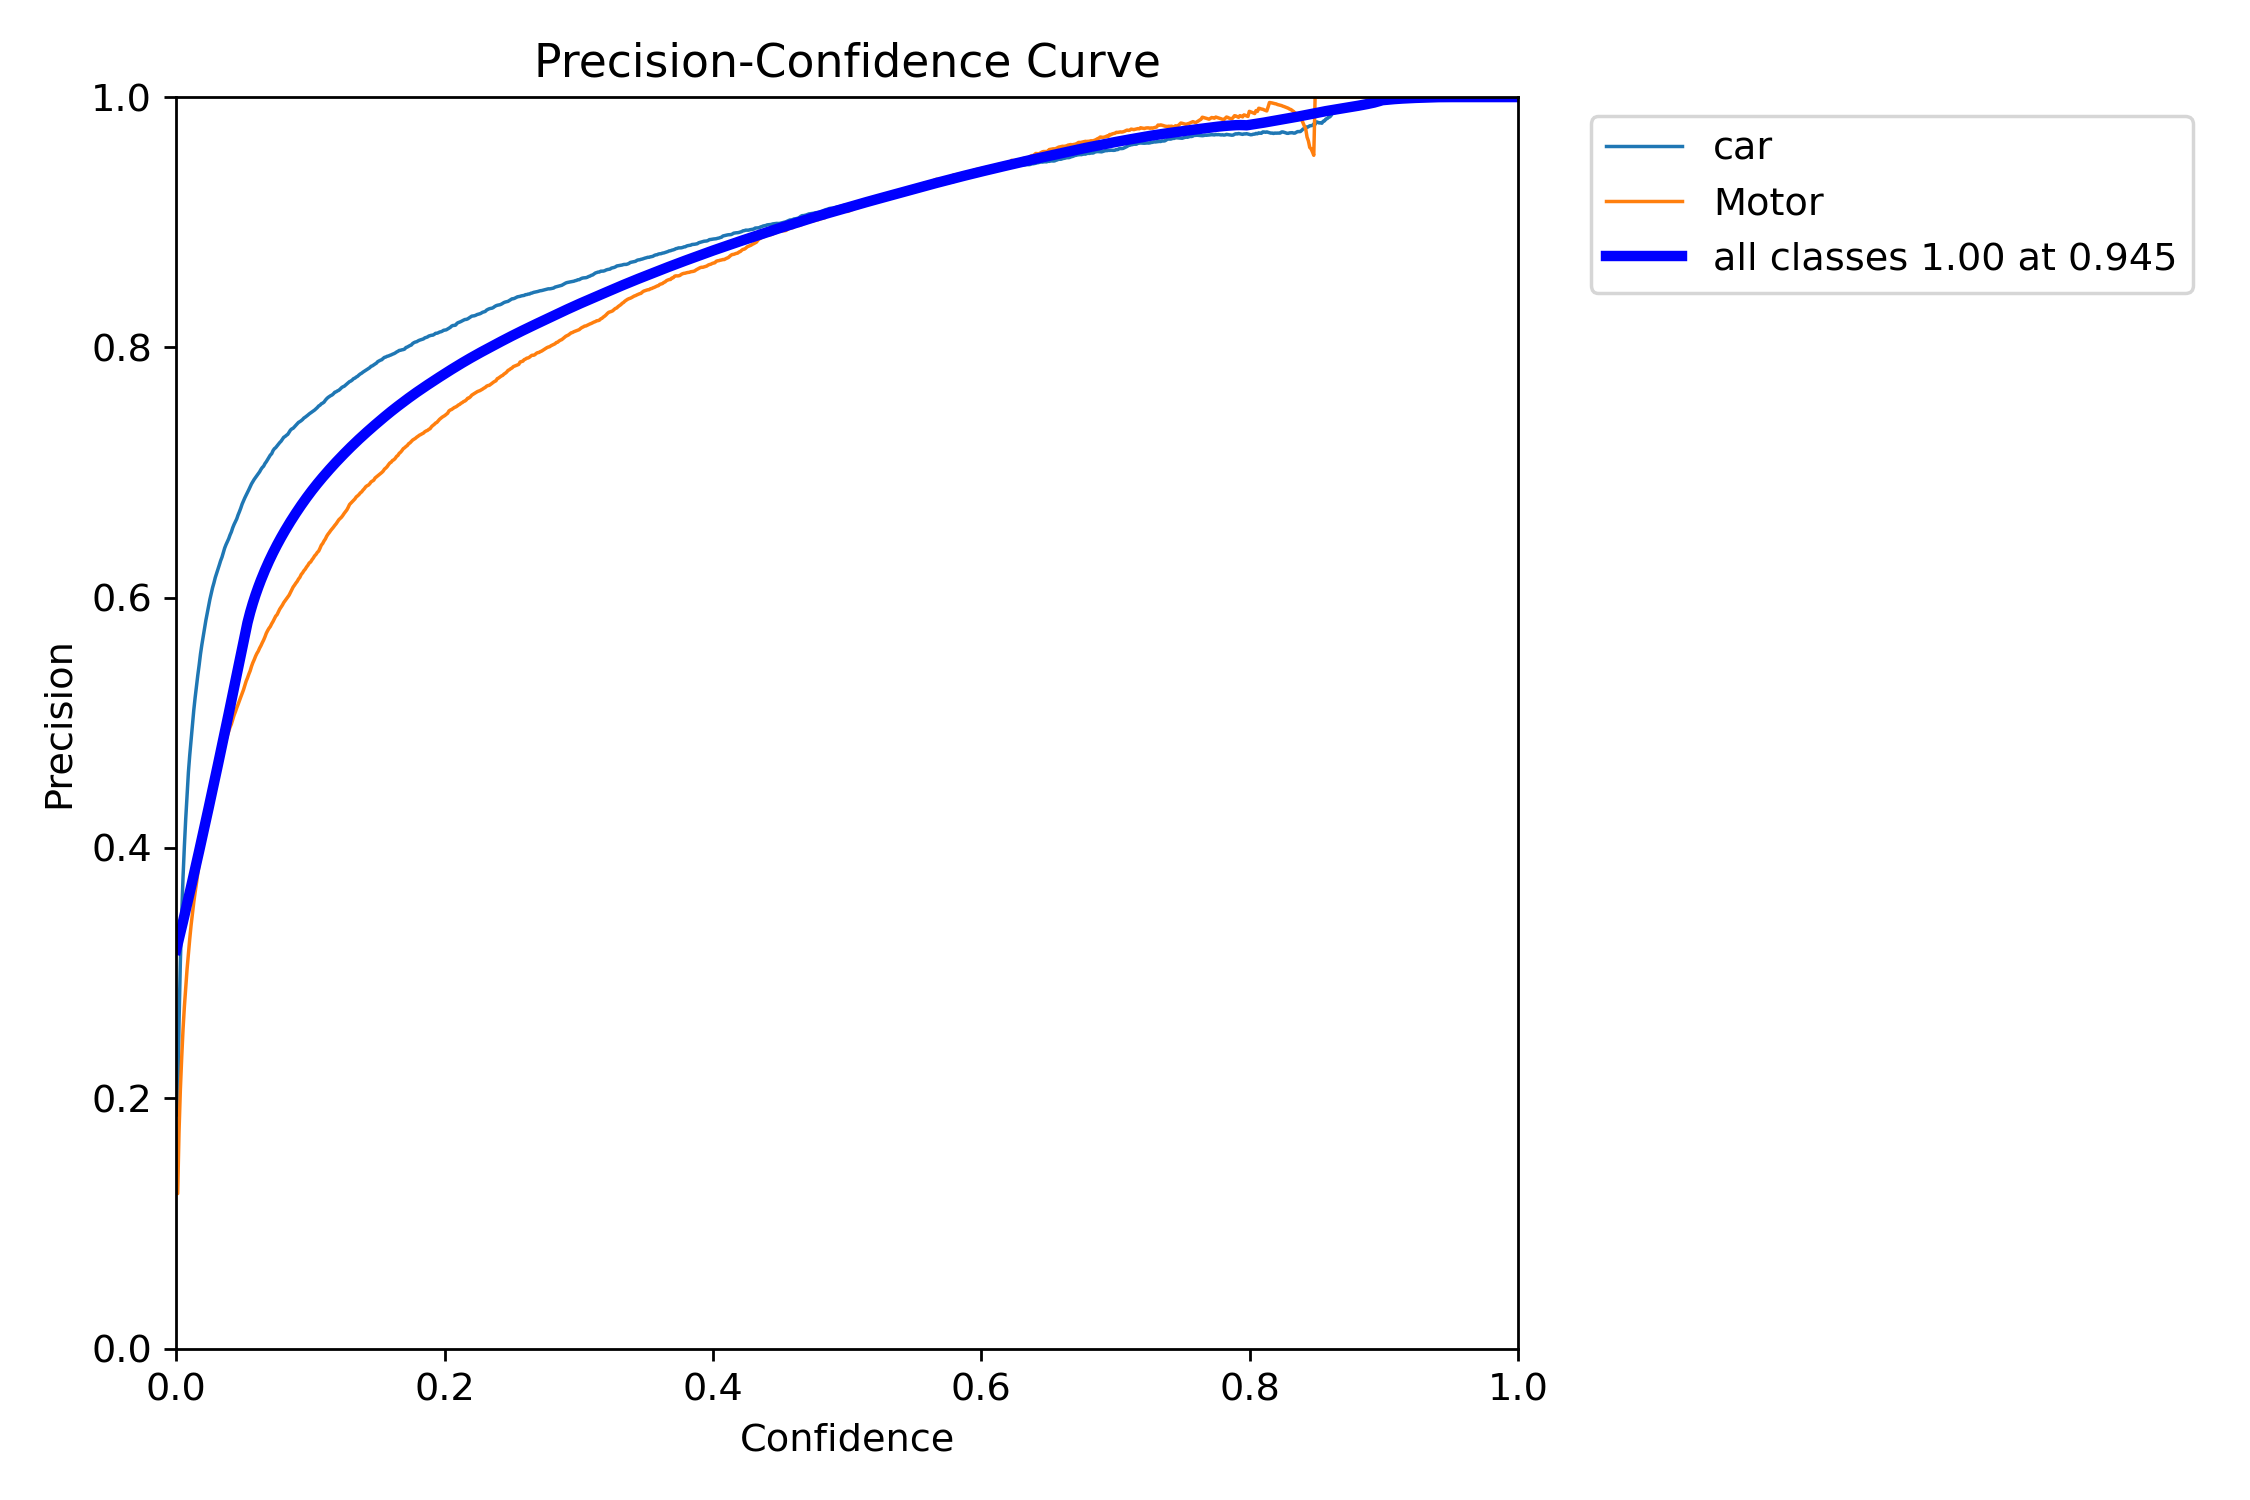 Precision-Confidence Curve
1.0
0.8
0.6
0.4
0.2
0.0
Precision
0.0 0.2 0.4 0.6 0.8 1.0
Confidence
car
Motor
all classes 1.00 at 0.945